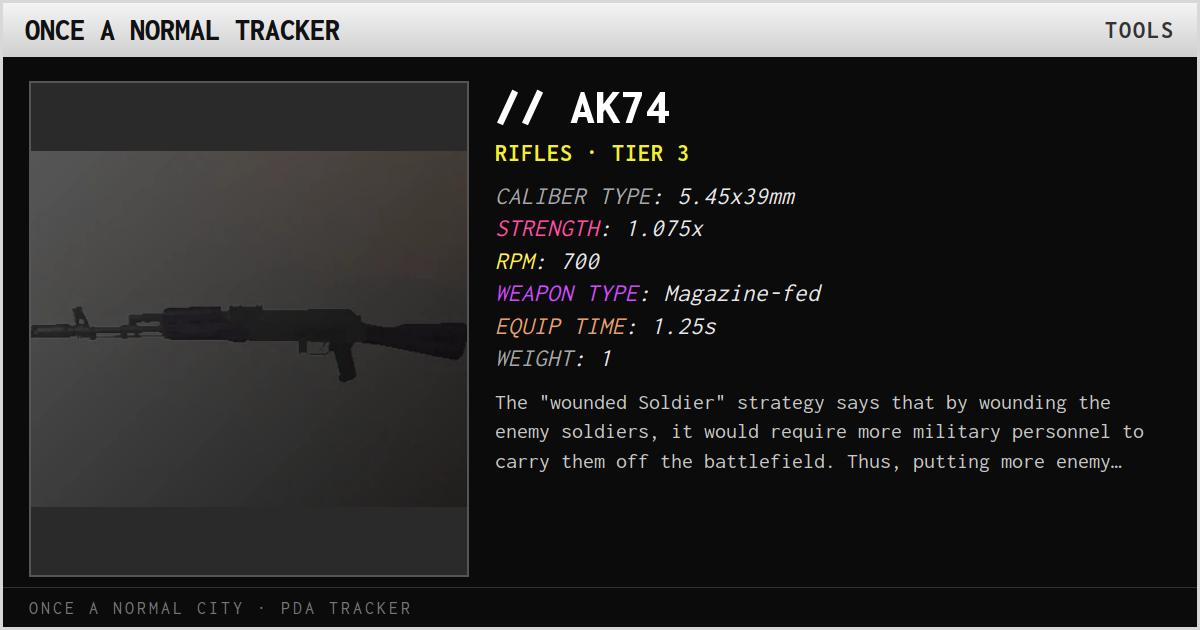 ONCE A NORMAL TRACKER
TOOLS
// AK74
RIFLES · TIER 3
CALIBER TYPE: 5.45x39mm
STRENGTH: 1.075x
RPM: 700
WEAPON TYPE: Magazine-fed
EQUIP TIME: 1.25s
WEIGHT: 1
The "wounded Soldier" strategy says that by wounding the
enemy soldiers, it would require more military personnel to
carry them off the battlefield. Thus, putting more enemy…
ONCE A NORMAL CITY · PDA TRACKER